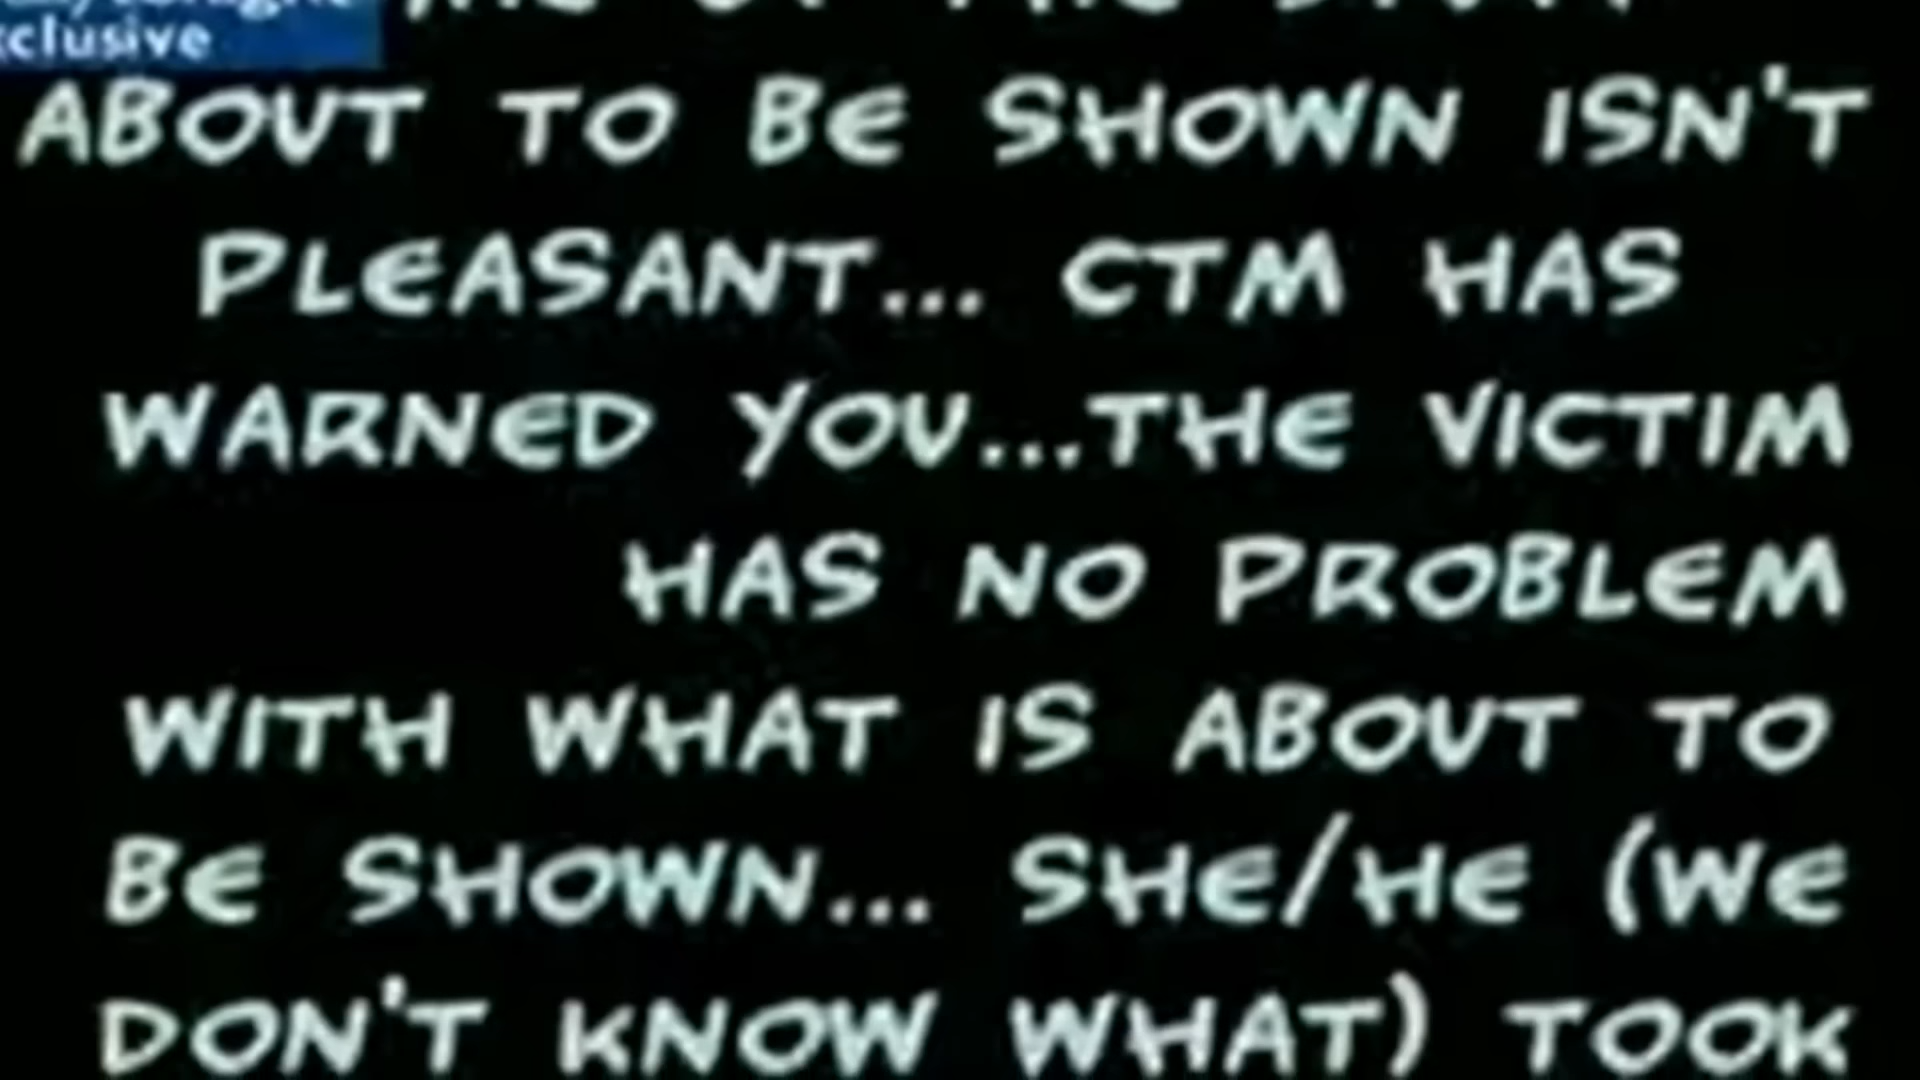 xclusive
ABOUT TO BE SHOWN ISN'T
PLEASANT... CTM HAS
WARNED YOU...THE VICTIM
HAS NO PROBLEM
WITH WHAT IS ABOUT TO
BE SHOWN... SHE/HE (WE
DON'T KNOW WHAT) TOOK